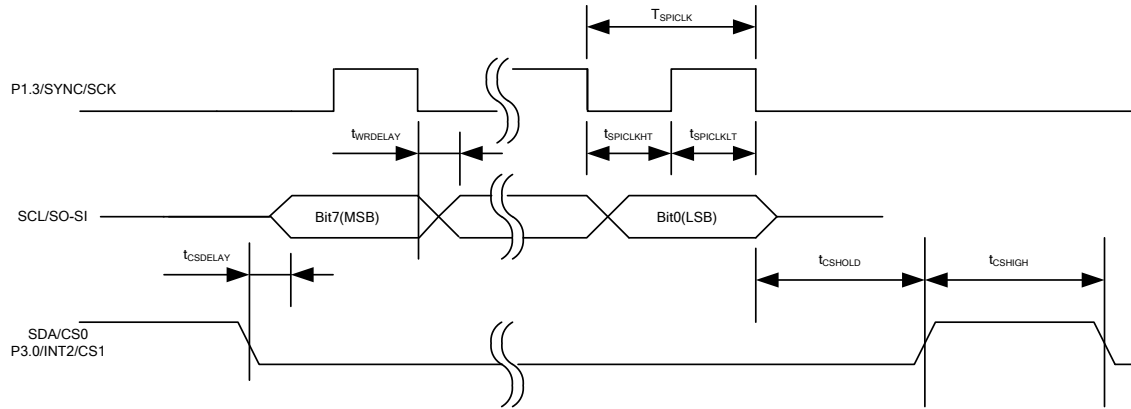 TSPICLK
P1.3/SYNC/SCK
tWRDELAY
tSPICLKHT
tSPICLKLT
SCL/SO-SI
Bit7(MSB)
Bit0(LSB)
tCSDELAY
tCSHOLD
tCSHIGH
SDA/CS0
P3.0/INT2/CS1